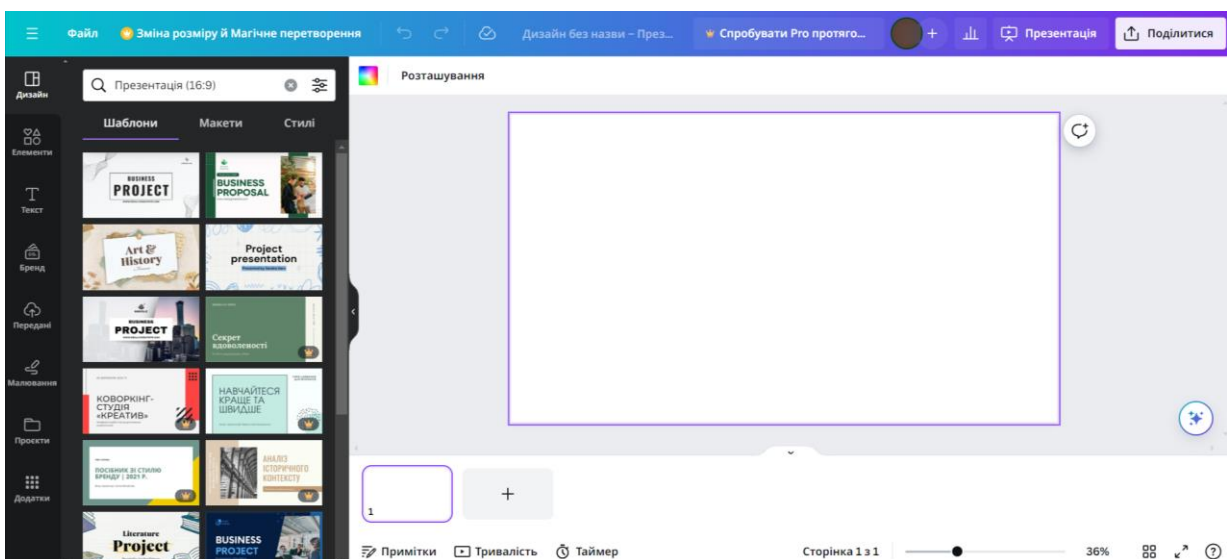 Файл
Зміна розміру й Магічне перетворення
Дизайн без назви – През...
Спробувати Pro протяго...
+
Презентація
Поділитися
Дизайн
Елементи
Текст
Бренд
Передані
Малювання
Проєкти
Додатки
Презентація (16:9)
Шаблони
Макети
Стилі
BUSINESS
PROJECT
BUSINESS
PROPOSAL
Art &
History
Project
presentation
BUSINESS
PROJECT
Секрет
вдоволеності
КОВОРКІНГ-
СТУДІЯ
«КРЕАТИВ»
НАВЧАЙТЕСЯ
КРАЩЕ ТА
ШВИДШЕ
ПОСІБНИК ЗІ СТИЛЮ
БРЕНДУ | 2021 Р.
АНАЛІЗ
ІСТОРИЧНОГО
КОНТЕКСТУ
Literature
Project
BUSINESS
PROJECT
Розташування
1
+
Примітки
Тривалість
Таймер
Сторінка 1 з 1
36%